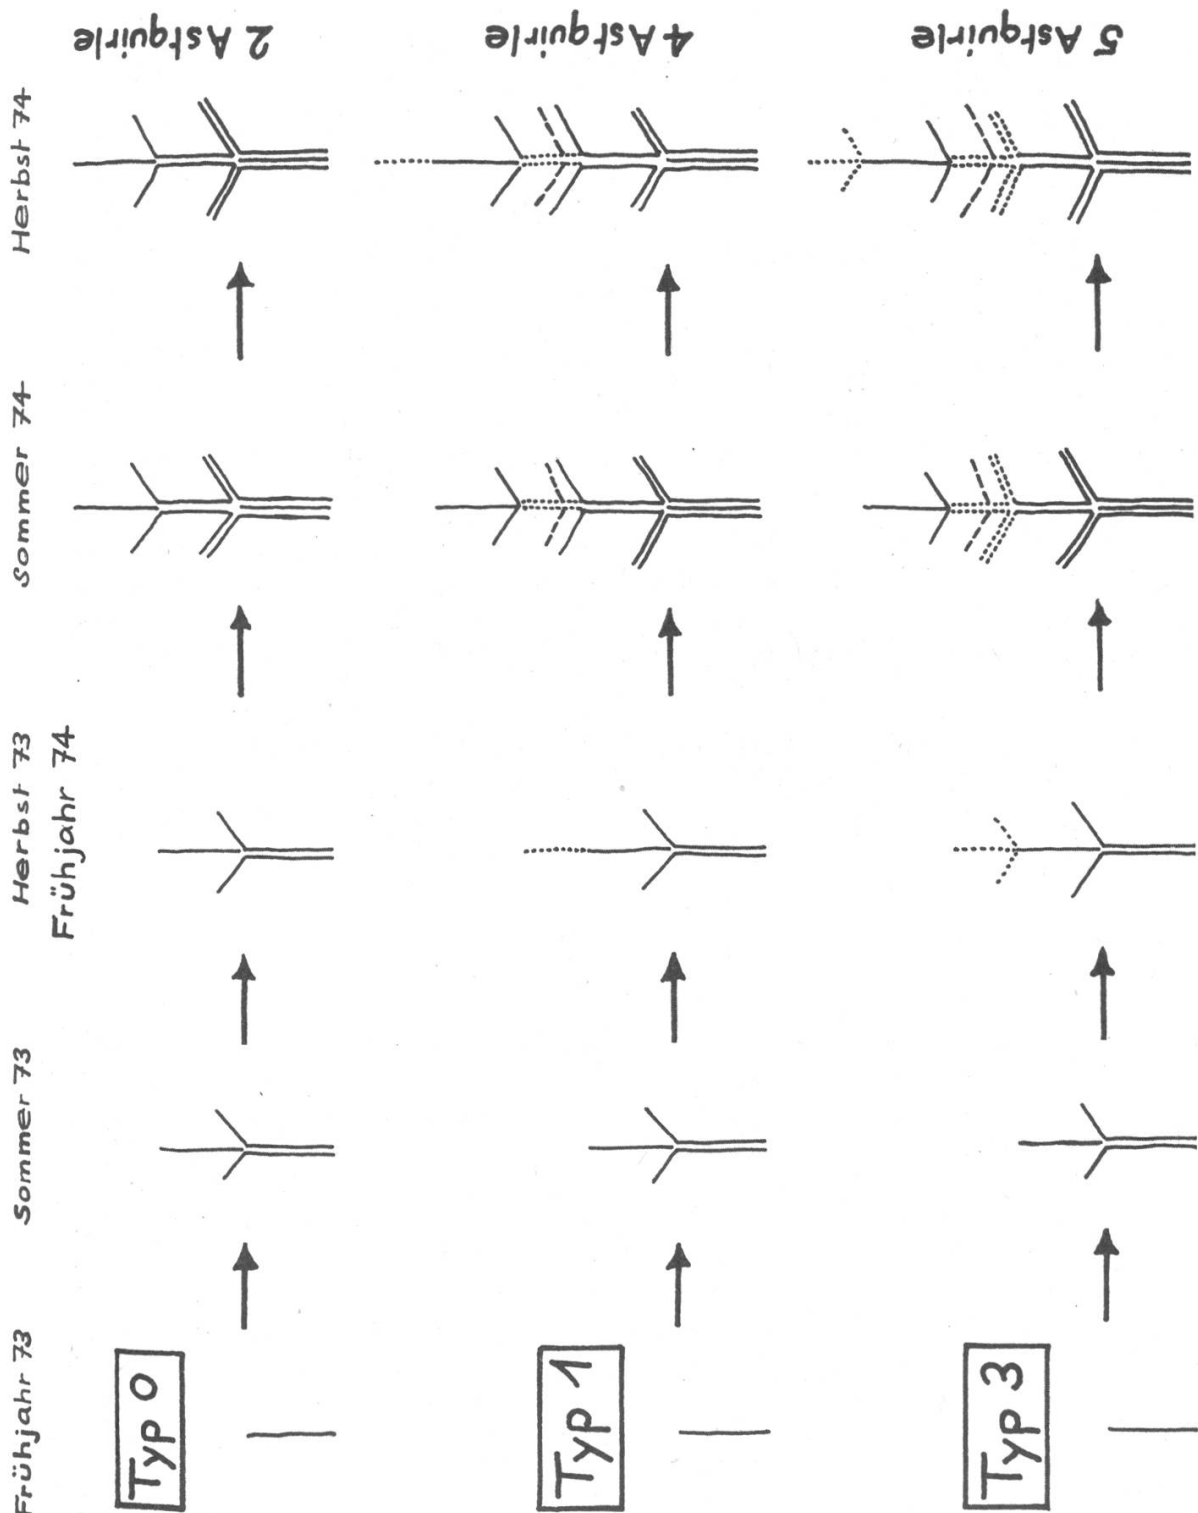 Frühjahr 73
Sommer 73
Herbst 73
Frühjahr 74
Sommer 74
Herbst 74
Typ 0
2 Astquirle
Typ 1
4 Astquirle
Typ 3
5 Astquirle